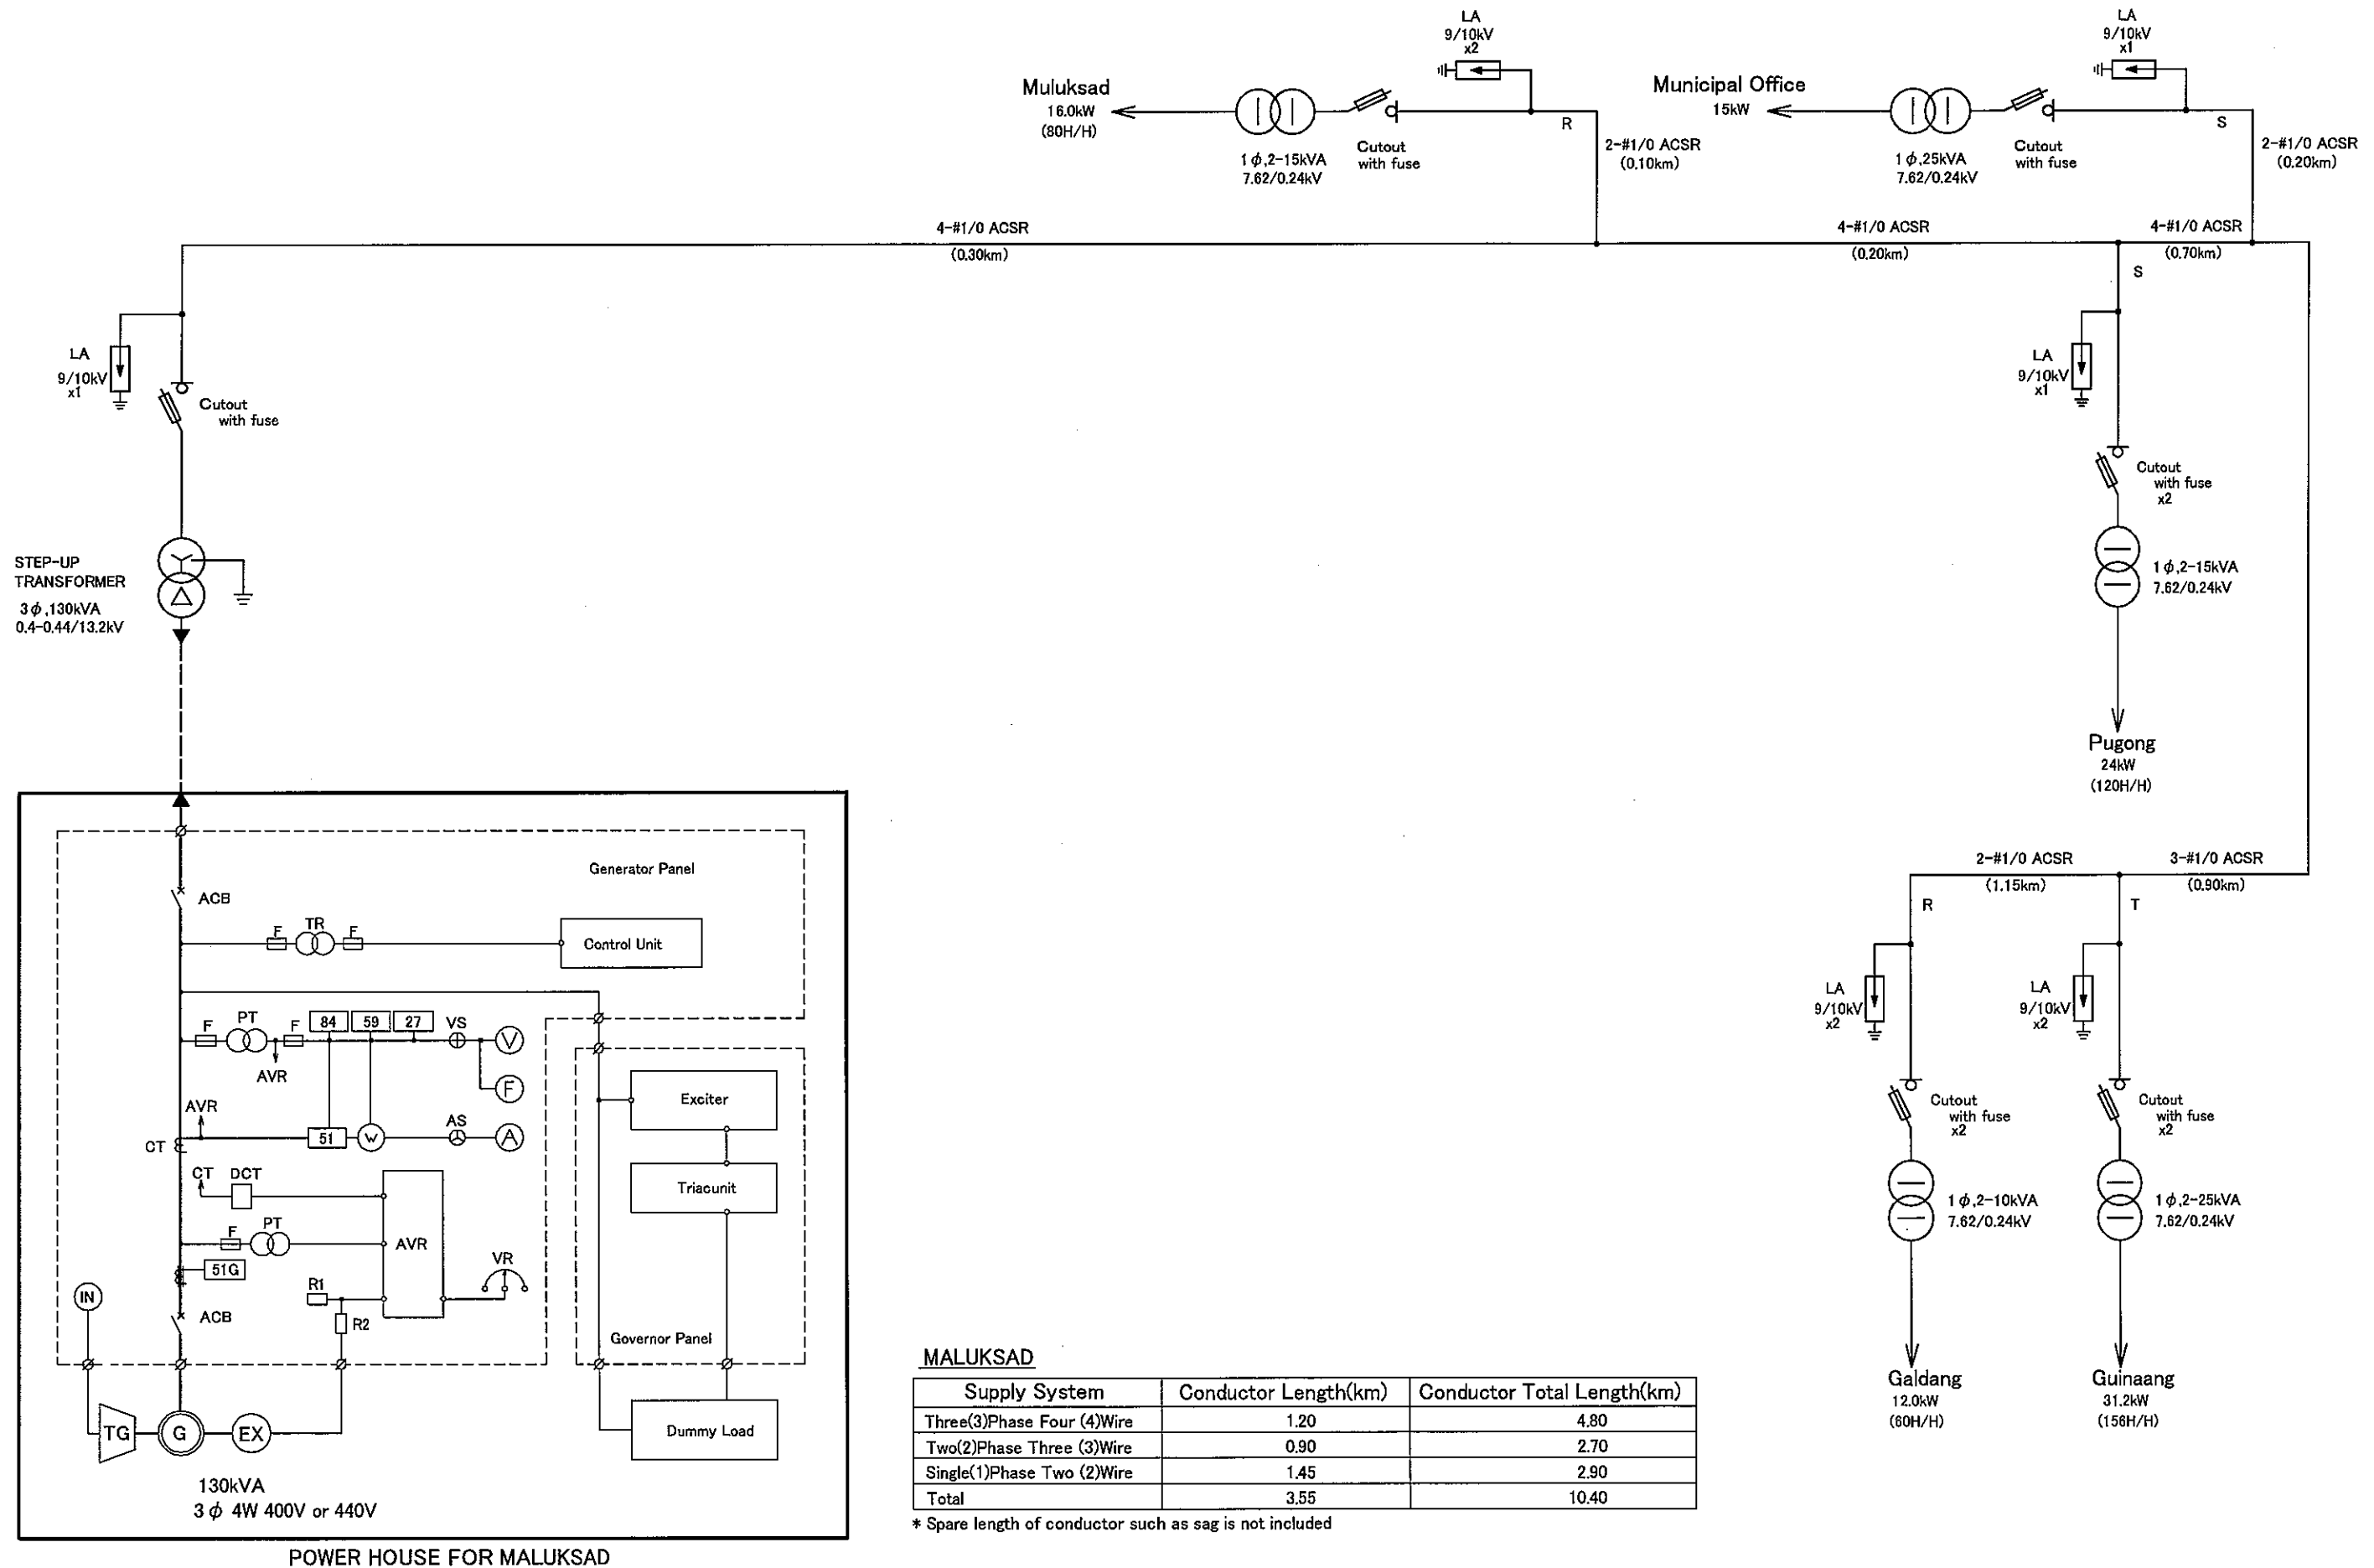 LA
9/10kV
x2
Muluksad
16.0kW
(80H/H)
1ϕ,2-15kVA
7.62/0.24kV
Cutout
with fuse
R
2-#1/0 ACSR
(0.10km)
LA
9/10kV
x1
Municipal Office
15kW
1ϕ,25kVA
7.62/0.24kV
Cutout
with fuse
S
2-#1/0 ACSR
(0.20km)
4-#1/0 ACSR
(0.30km)
4-#1/0 ACSR
(0.20km)
4-#1/0 ACSR
(0.70km)
S
LA
9/10kV
x1
Cutout
with fuse
STEP-UP
TRANSFORMER
3ϕ,130kVA
0.4-0.44/13.2kV
LA
9/10kV
x1
Cutout
with fuse
x2
1ϕ,2-15kVA
7.62/0.24kV
Pugong
24kW
(120H/H)
2-#1/0 ACSR
(1.15km)
3-#1/0 ACSR
(0.90km)
R
T
LA
9/10kV
x2
Cutout
with fuse
x2
1ϕ,2-10kVA
7.62/0.24kV
Galdang
12.0kW
(60H/H)
LA
9/10kV
x2
Cutout
with fuse
x2
1ϕ,2-25kVA
7.62/0.24kV
Guinaang
31.2kW
(156H/H)
Generator Panel
ACB
F TR F
Control Unit
F PT F 84 59 27 VS V
AVR
F
AVR
CT 51 W AS A
CT DCT
F PT
AVR
51G
VR
IN
R1
R2
ACB
Exciter
Triacunit
Governor Panel
TG G EX
Dummy Load
130kVA
3ϕ 4W 400V or 440V
POWER HOUSE FOR MALUKSAD
MALUKSAD
Supply System Conductor Length(km) Conductor Total Length(km)
Three(3)Phase Four (4)Wire 1.20 4.80
Two(2)Phase Three (3)Wire 0.90 2.70
Single(1)Phase Two (2)Wire 1.45 2.90
Total 3.55 10.40
* Spare length of conductor such as sag is not included